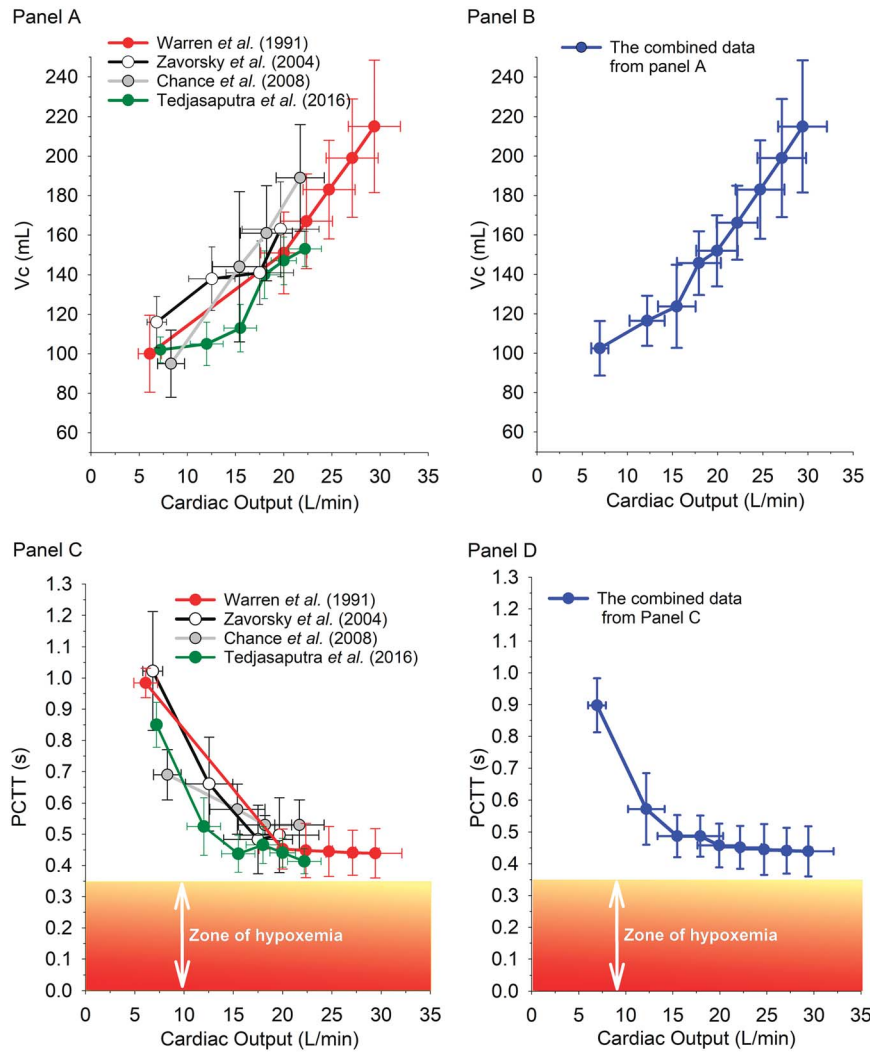 Panel A
Warren et al. (1991)
Zavorsky et al. (2004)
Chance et al. (2008)
Tedjasaputra et al. (2016)
240
220
200
180
160
140
120
100
80
60
Vc (mL)
0 5 10 15 20 25 30 35
Cardiac Output (L/min)
Panel B
The combined data
from panel A
240
220
200
180
160
140
120
100
80
60
Vc (mL)
0 5 10 15 20 25 30 35
Cardiac Output (L/min)
Panel C
Warren et al. (1991)
Zavorsky et al. (2004)
Chance et al. (2008)
Tedjasaputra et al. (2016)
1.3
1.2
1.1
1.0
0.9
0.8
0.7
0.6
0.5
0.4
0.3
0.2
0.1
0.0
PCTT (s)
Zone of hypoxemia
0 5 10 15 20 25 30 35
Cardiac Output (L/min)
Panel D
The combined data
from Panel C
1.3
1.2
1.1
1.0
0.9
0.8
0.7
0.6
0.5
0.4
0.3
0.2
0.1
0.0
PCTT (s)
Zone of hypoxemia
0 5 10 15 20 25 30 35
Cardiac Output (L/min)